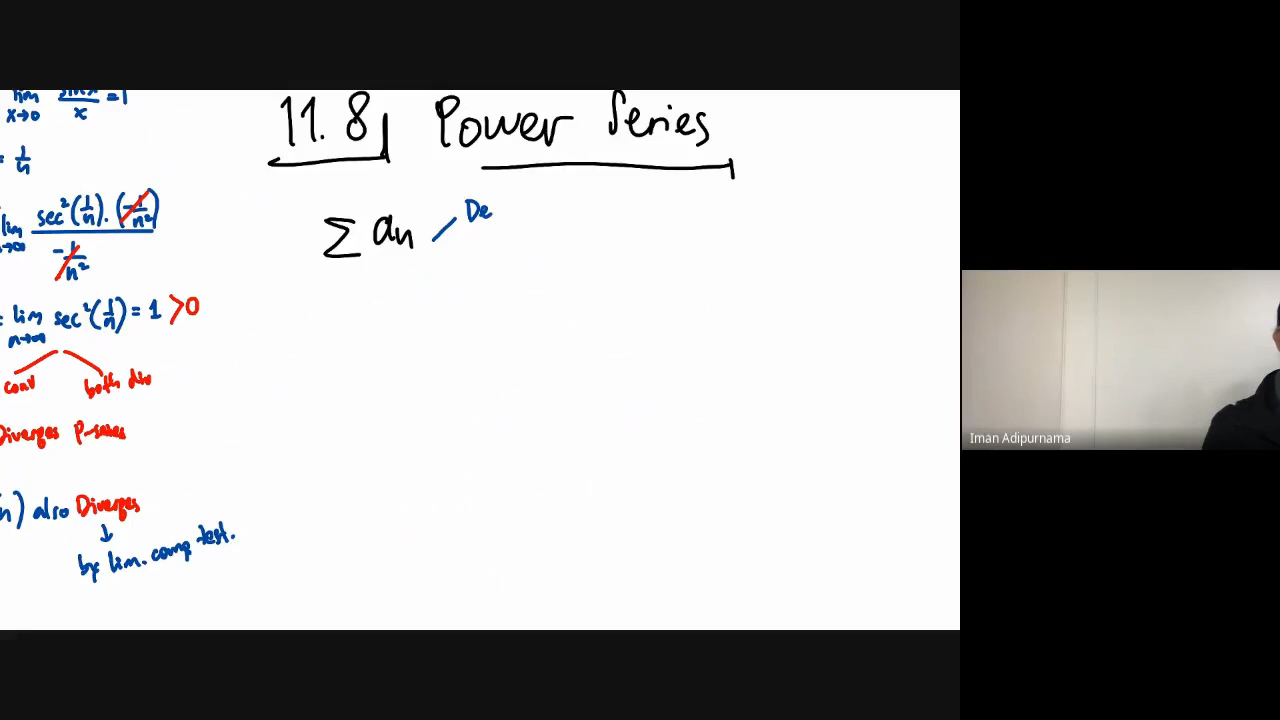 lim sin x / x = 1
x→0
= 1/n
lim sec²(1/n) · (-1/n²) / -1/n²
= lim sec²(1/n) = 1 >0
n→∞
conv both div
Diverges P-series
n) also Diverges
↓
by lim. comp test.
11.8 Power Series
∑ an De
Iman Adipurnama